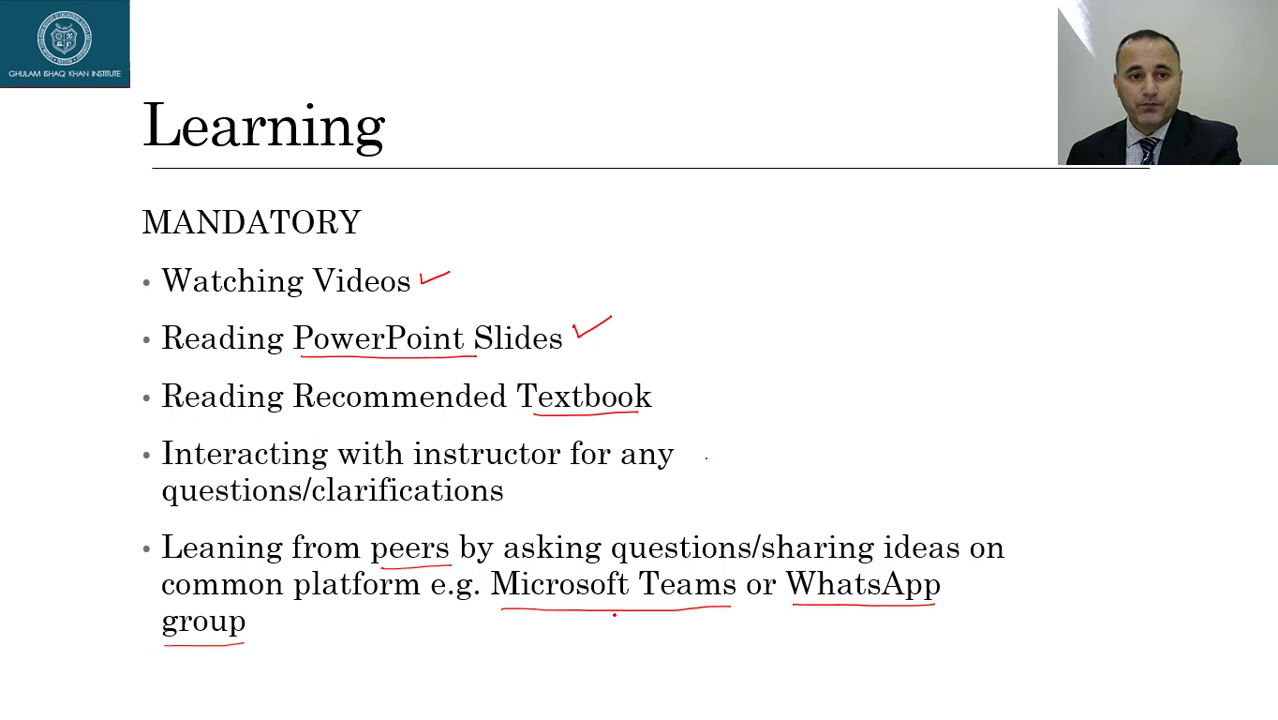 GHULAM ISHAQ KHAN INSTITUTE
Learning
MANDATORY
• Watching Videos
• Reading PowerPoint Slides
• Reading Recommended Textbook
• Interacting with instructor for any
questions/clarifications
• Leaning from peers by asking questions/sharing ideas on
common platform e.g. Microsoft Teams or WhatsApp
group